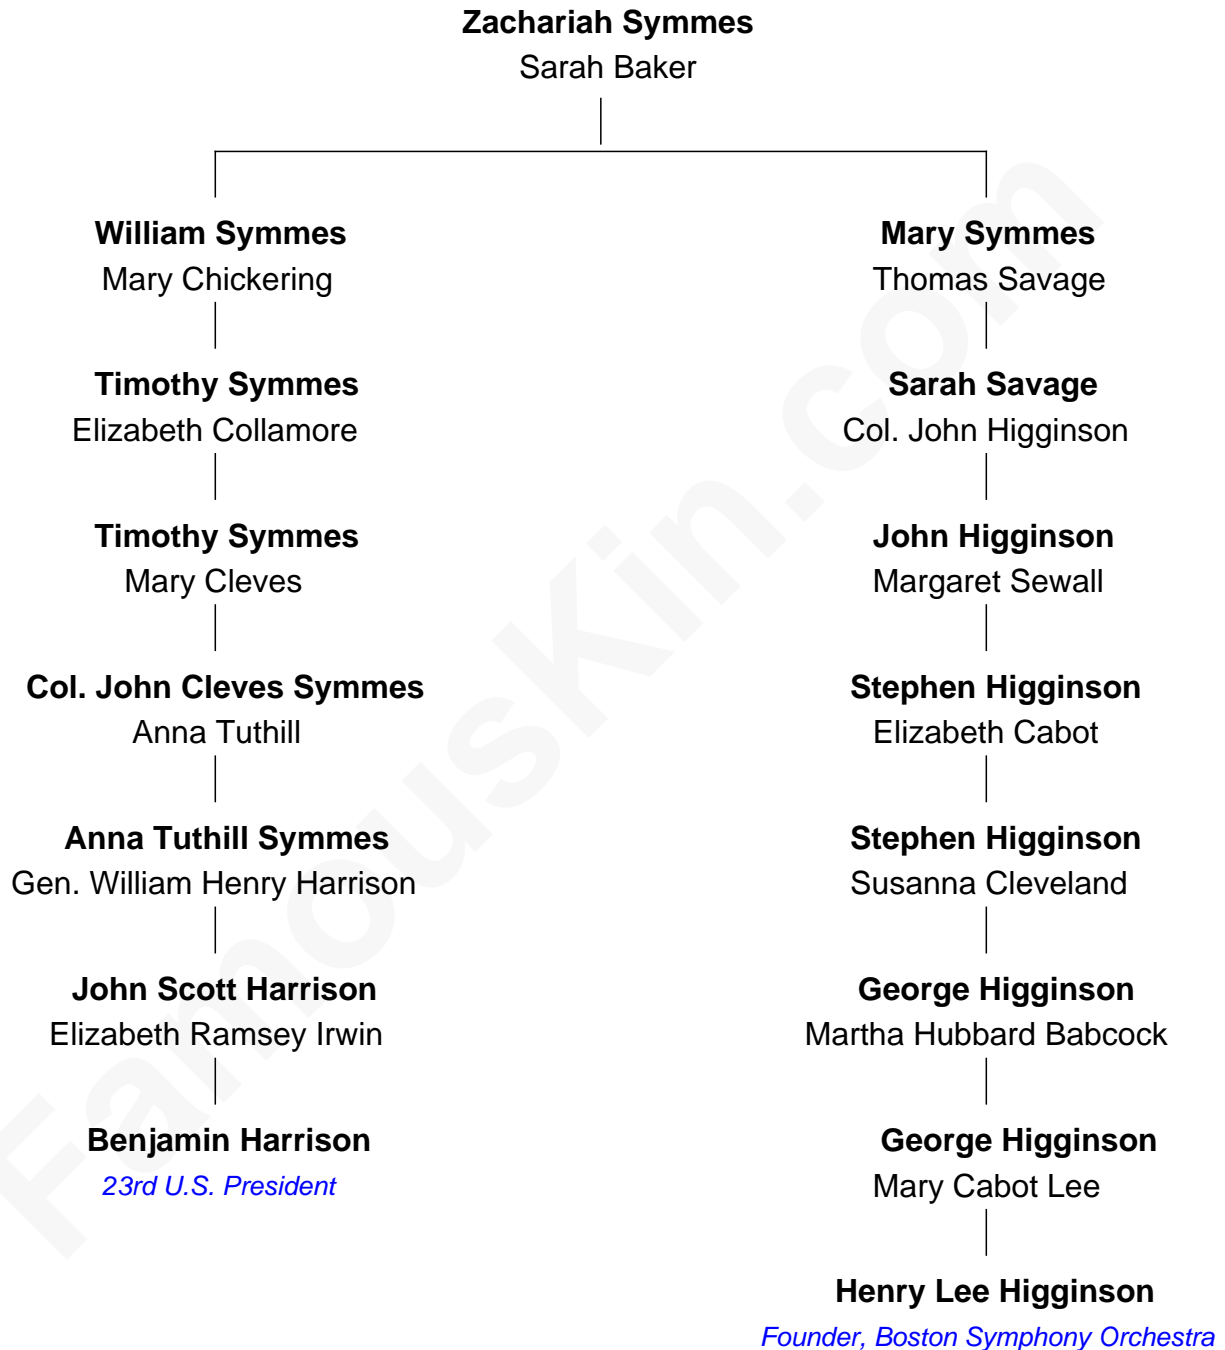 Zachariah Symmes
Sarah Baker
William Symmes
Mary Chickering
Timothy Symmes
Elizabeth Collamore
Timothy Symmes
Mary Cleves
Col. John Cleves Symmes
Anna Tuthill
Anna Tuthill Symmes
Gen. William Henry Harrison
John Scott Harrison
Elizabeth Ramsey Irwin
Benjamin Harrison
23rd U.S. President
Mary Symmes
Thomas Savage
Sarah Savage
Col. John Higginson
John Higginson
Margaret Sewall
Stephen Higginson
Elizabeth Cabot
Stephen Higginson
Susanna Cleveland
George Higginson
Martha Hubbard Babcock
George Higginson
Mary Cabot Lee
Henry Lee Higginson
Founder, Boston Symphony Orchestra
FamousKin.com